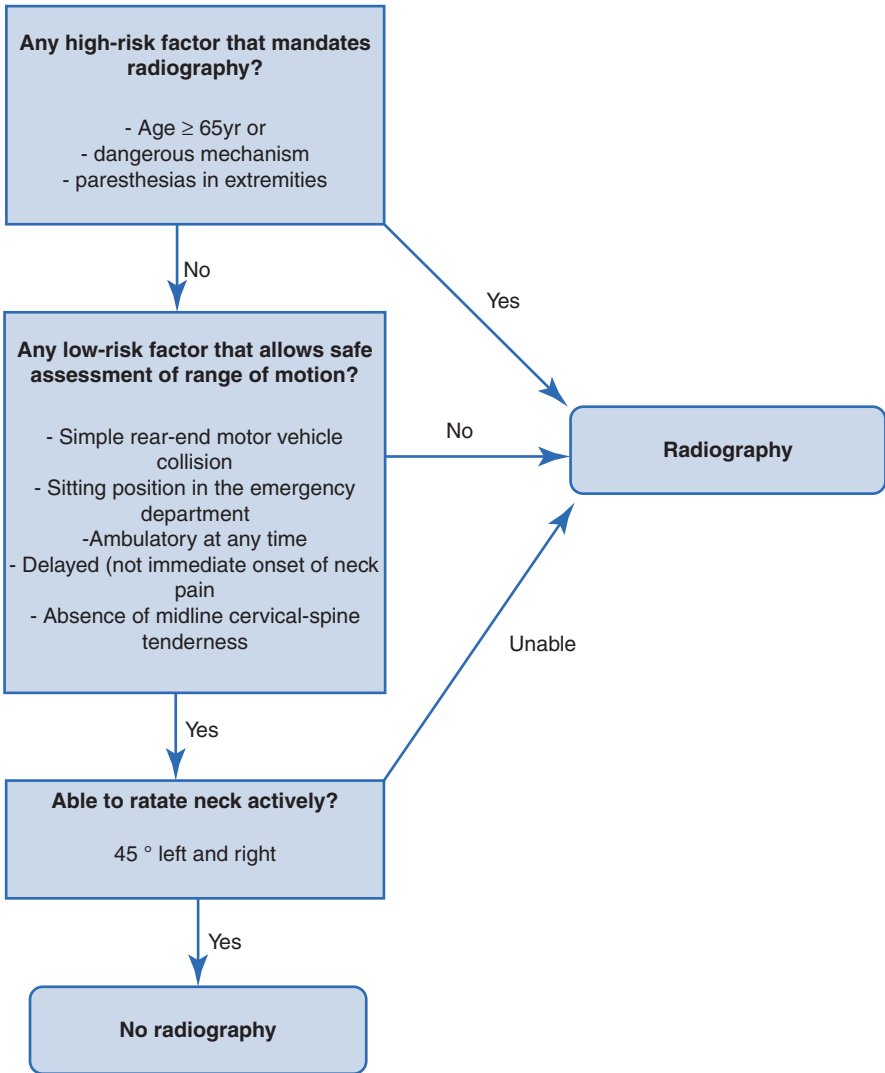 Any high-risk factor that mandates
radiography?
- Age ≥ 65yr or
- dangerous mechanism
- paresthesias in extremities
No
Yes
Any low-risk factor that allows safe
assessment of range of motion?
- Simple rear-end motor vehicle
collision
- Sitting position in the emergency
department
-Ambulatory at any time
- Delayed (not immediate onset of neck
pain
- Absence of midline cervical-spine
tenderness
No
Radiography
Unable
Yes
Able to ratate neck actively?
45 ° left and right
Yes
No radiography